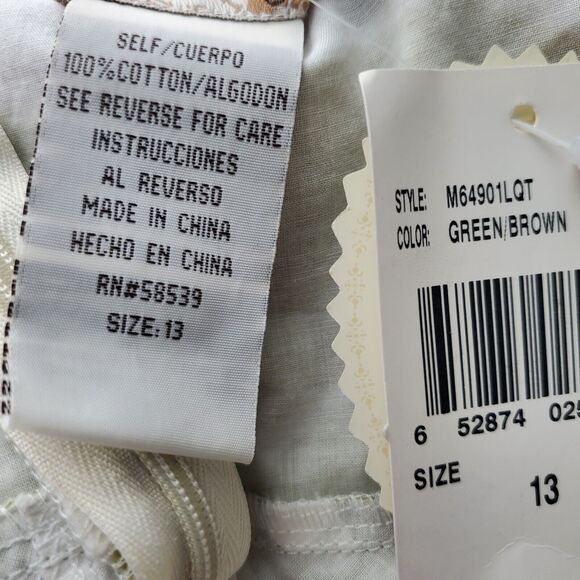 SELF/CUERPO
100%COTTON/ALGODON
SEE REVERSE FOR CARE
INSTRUCCIONES
AL REVERSO
MADE IN CHINA
HECHO EN CHINA
RN#58539
SIZE: 13
STYLE: M64901LQT
COLOR: GREEN/BROWN
6 52874 025
SIZE
13